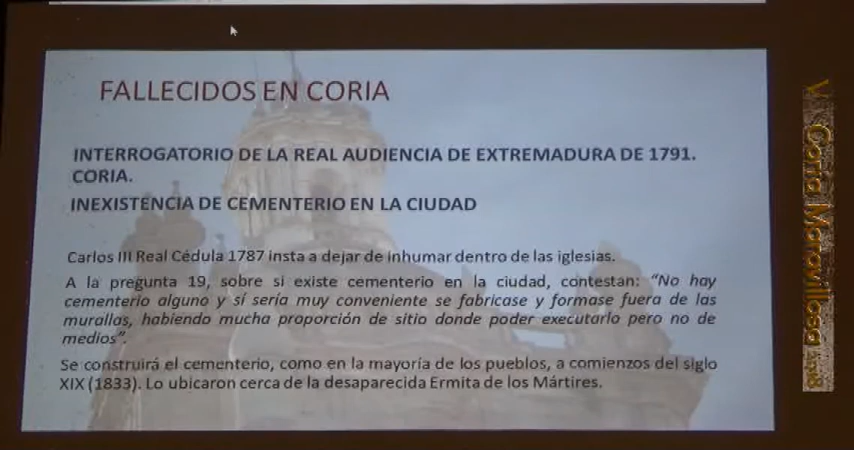 FALLECIDOS EN CORIA
INTERROGATORIO DE LA REAL AUDIENCIA DE EXTREMADURA DE 1791.
CORIA.
INEXISTENCIA DE CEMENTERIO EN LA CIUDAD
Carlos III Real Cédula 1787 insta a dejar de inhumar dentro de las iglesias.
A la pregunta 19, sobre si existe cementerio en la ciudad, contestan: “No hay
cementerio alguno y sí sería muy conveniente se fabricase y formase fuera de las
murallas, habiendo mucha proporción de sitio donde poder executarlo pero no de
medios”.
Se construirá el cementerio, como en la mayoría de los pueblos, a comienzos del siglo
XIX (1833). Lo ubicaron cerca de la desaparecida Ermita de los Mártires.
V. Coria Maravillosa 2018